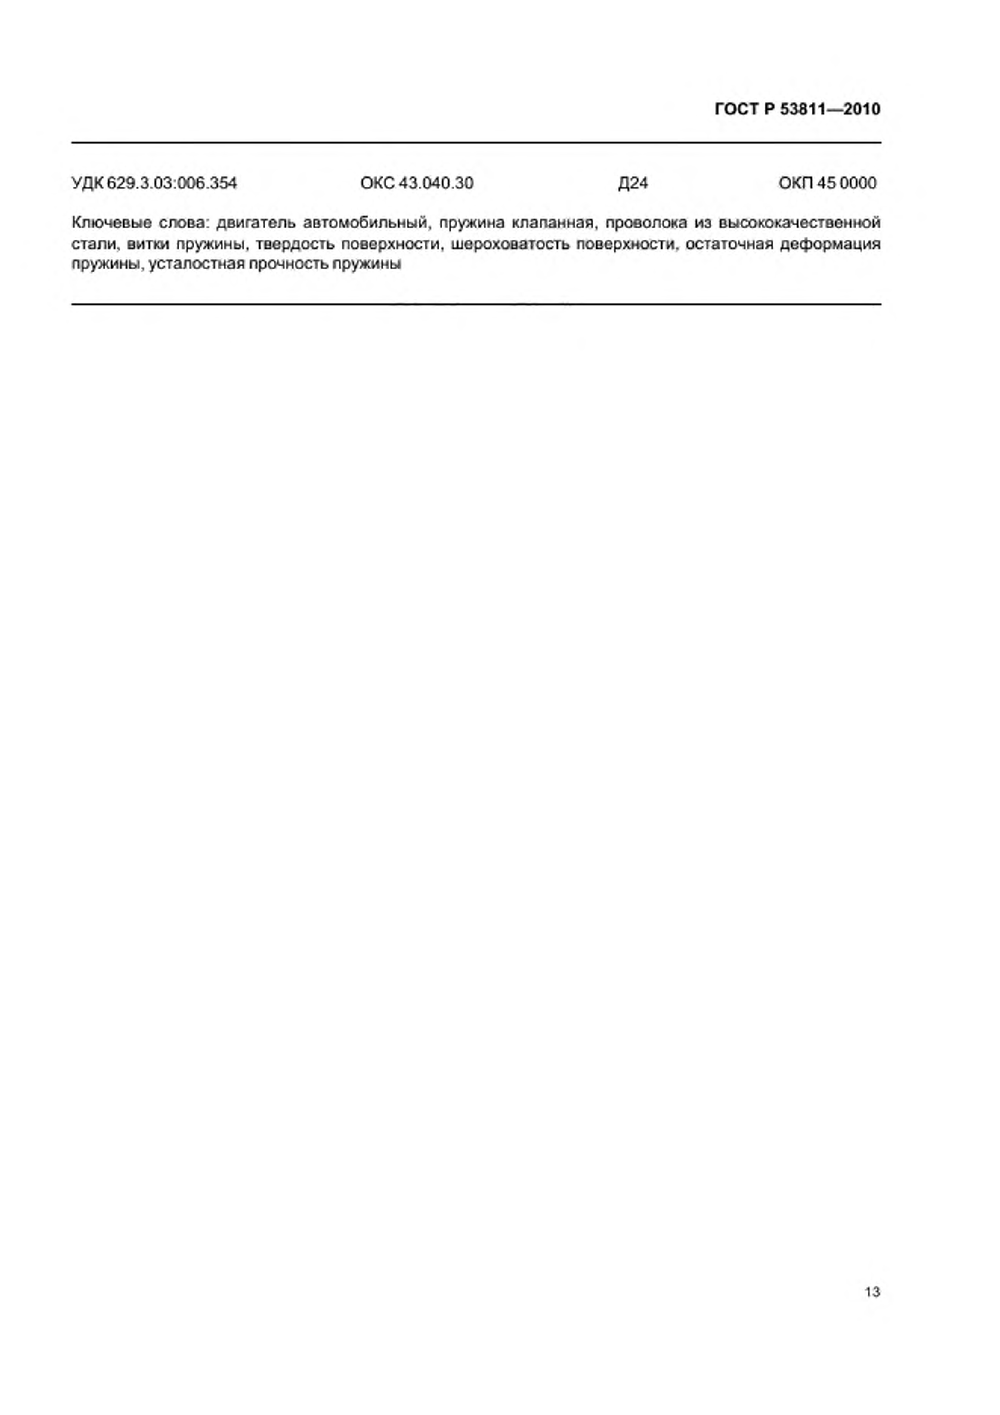 ГОСТ Р 53811—2010
УДК 629.3.03:006.354 ОКС 43.040.30 Д24 ОКП 45 0000
Ключевые слова: двигатель автомобильный, пружина клапанная, проволока из высококачественной
стали, витки пружины, твердость поверхности, шероховатость поверхности, остаточная деформация
пружины, усталостная прочность пружины
13